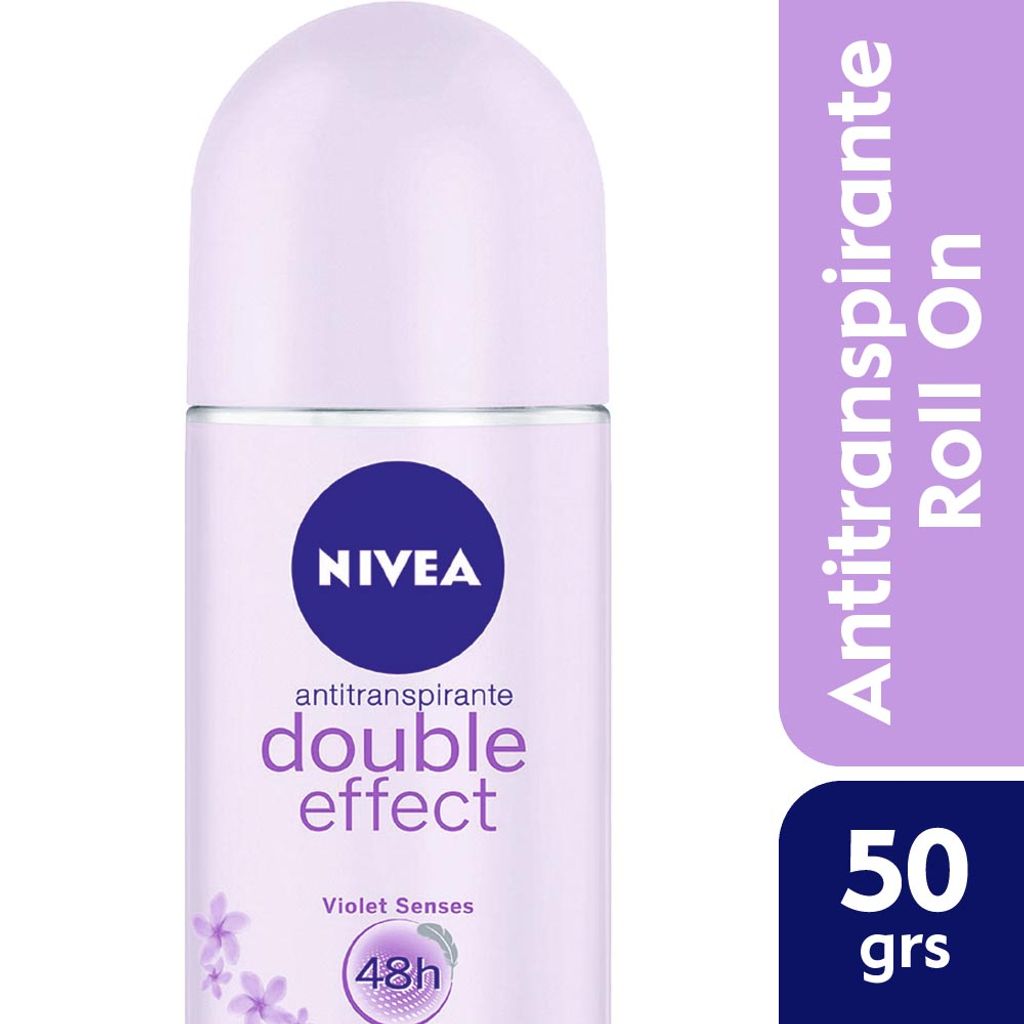 NIVEA
antitranspirante
double
effect
Violet Senses
48h
Antitranspirante
Roll On
50
grs